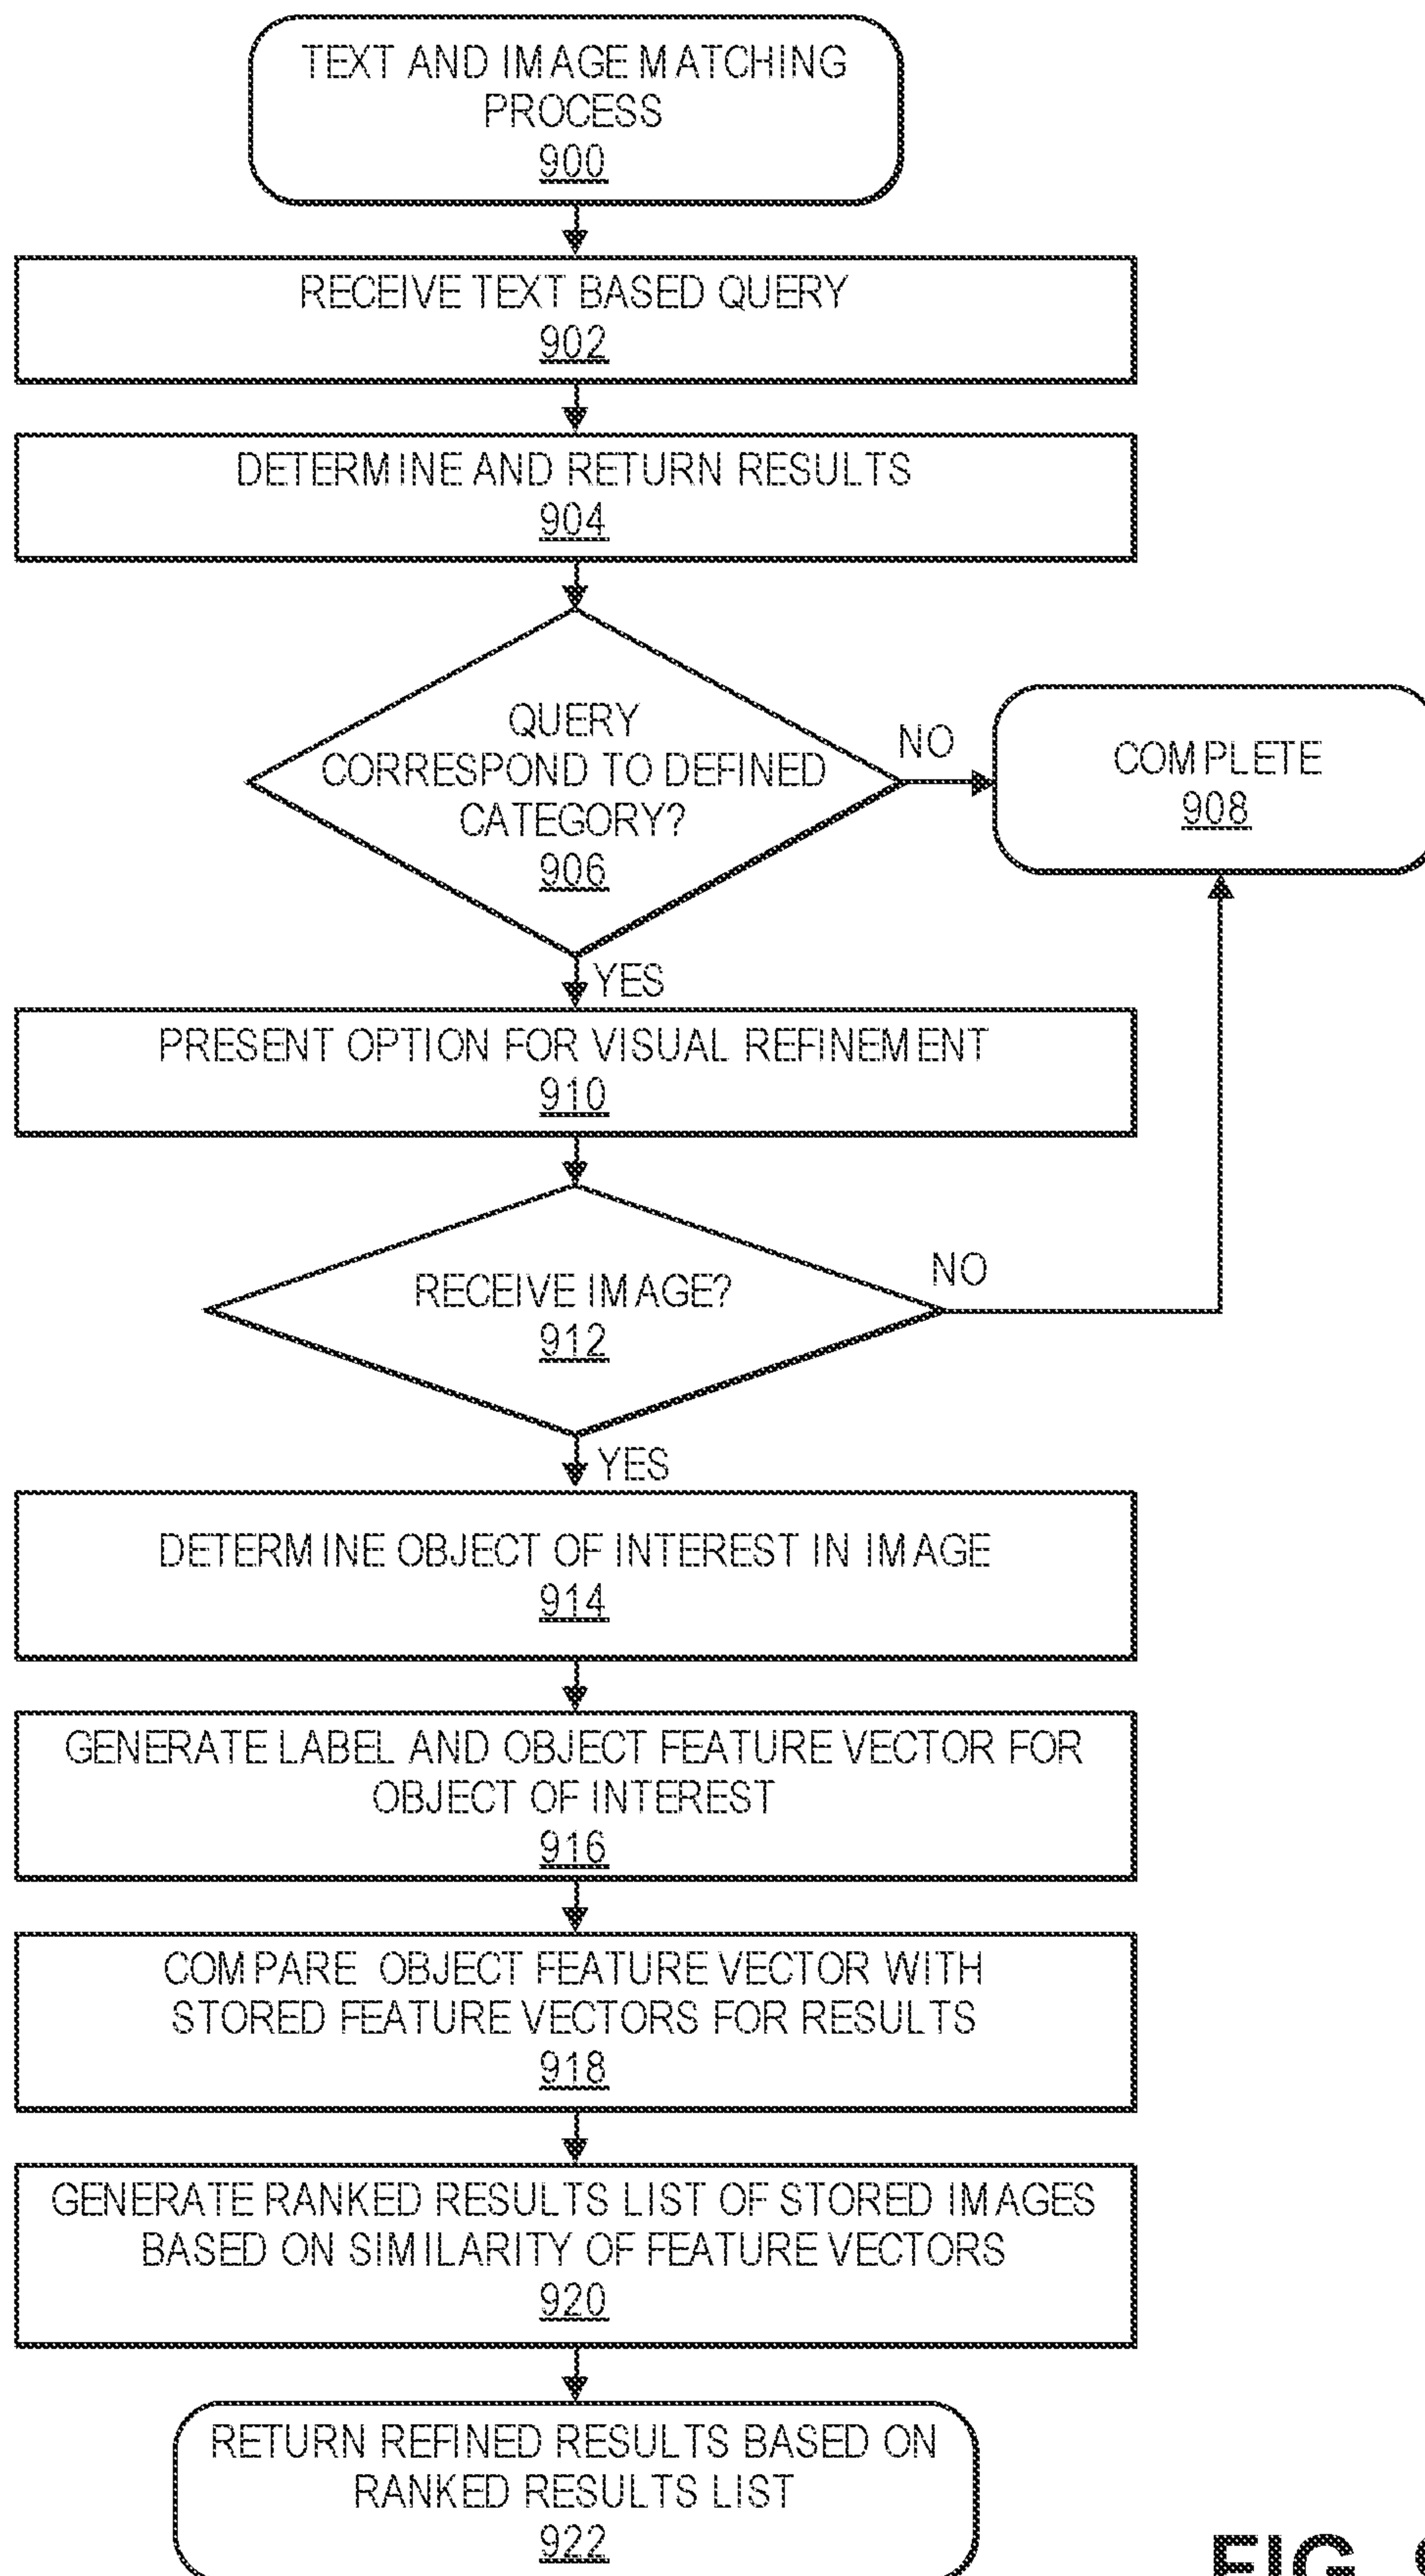 TEXT AND IMAGE MATCHING
PROCESS
900
RECEIVE TEXT BASED QUERY
902
DETERMINE AND RETURN RESULTS
904
QUERY
CORRESPOND TO DEFINED
CATEGORY?
906
NO
COMPLETE
908
YES
PRESENT OPTION FOR VISUAL REFINEMENT
910
RECEIVE IMAGE?
912
NO
YES
DETERMINE OBJECT OF INTEREST IN IMAGE
914
GENERATE LABEL AND OBJECT FEATURE VECTOR FOR
OBJECT OF INTEREST
916
COMPARE OBJECT FEATURE VECTOR WITH
STORED FEATURE VECTORS FOR RESULTS
918
GENERATE RANKED RESULTS LIST OF STORED IMAGES
BASED ON SIMILARITY OF FEATURE VECTORS
920
RETURN REFINED RESULTS BASED ON
RANKED RESULTS LIST
922
FIG.